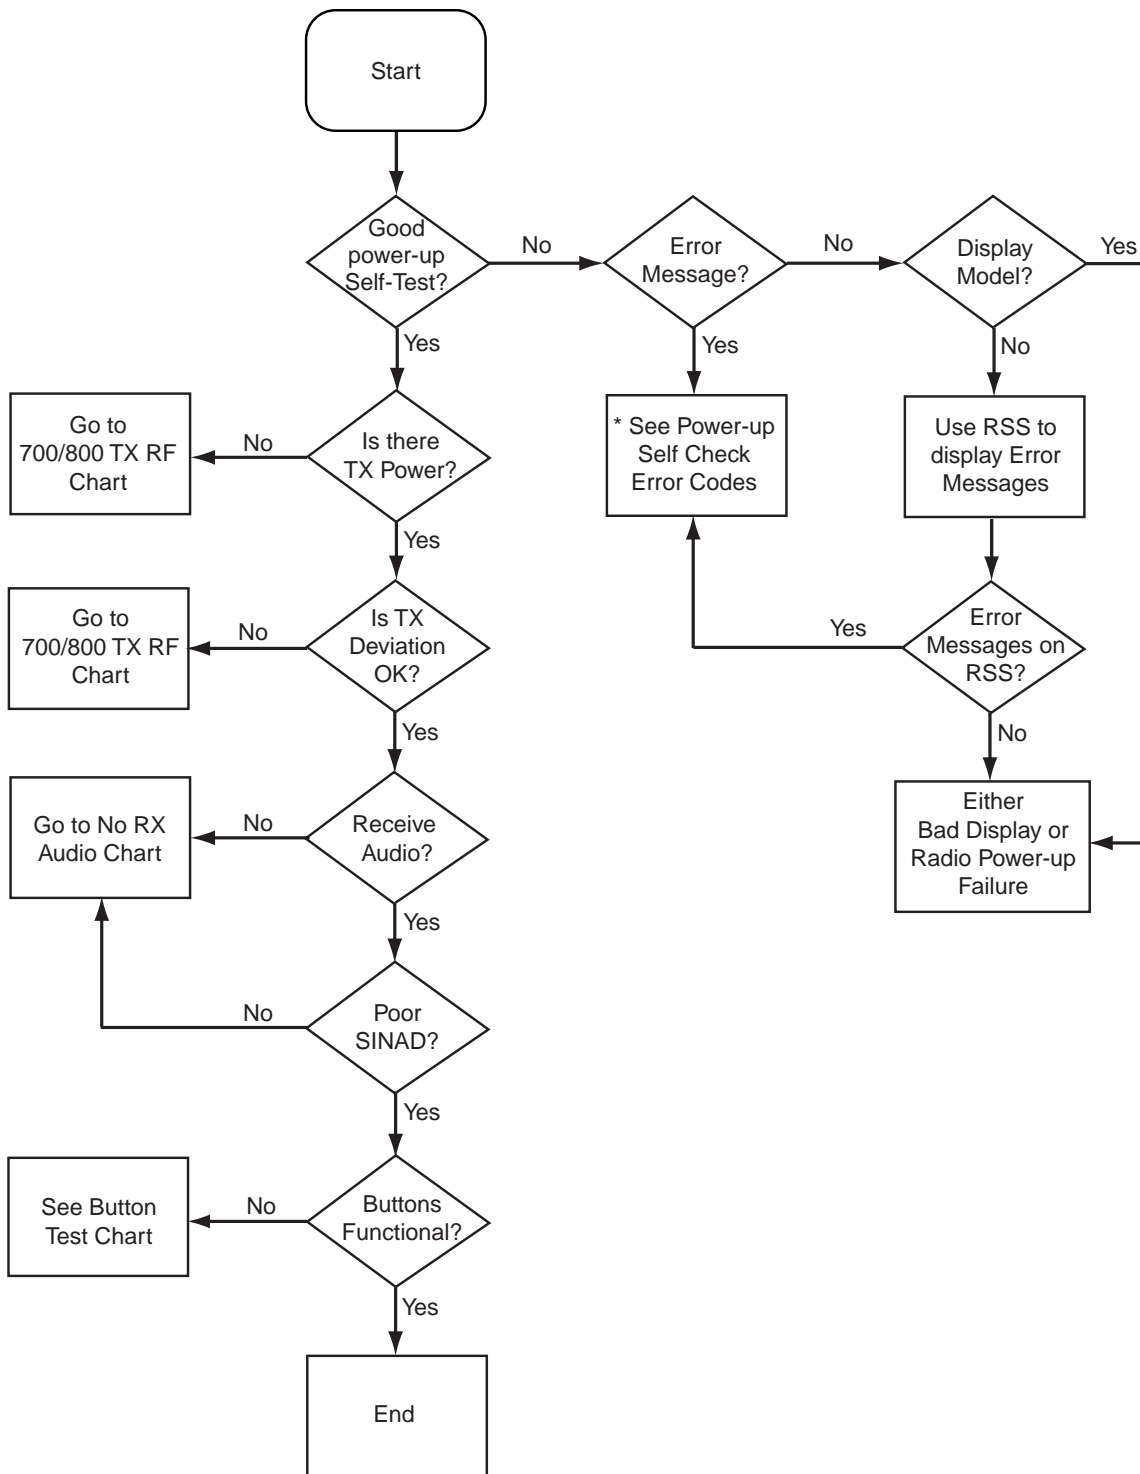 Start
Good
power-up
Self-Test?
No
Error
Message?
No
Display
Model?
Yes
Yes
Yes
No
Go to
700/800 TX RF
Chart
No
Is there
TX Power?
* See Power-up
Self Check
Error Codes
Use RSS to
display Error
Messages
Yes
Go to
700/800 TX RF
Chart
No
Is TX
Deviation
OK?
Yes
Error
Messages on
RSS?
Yes
No
Go to No RX
Audio Chart
No
Receive
Audio?
Either
Bad Display or
Radio Power-up
Failure
Yes
No
Poor
SINAD?
Yes
See Button
Test Chart
No
Buttons
Functional?
Yes
End